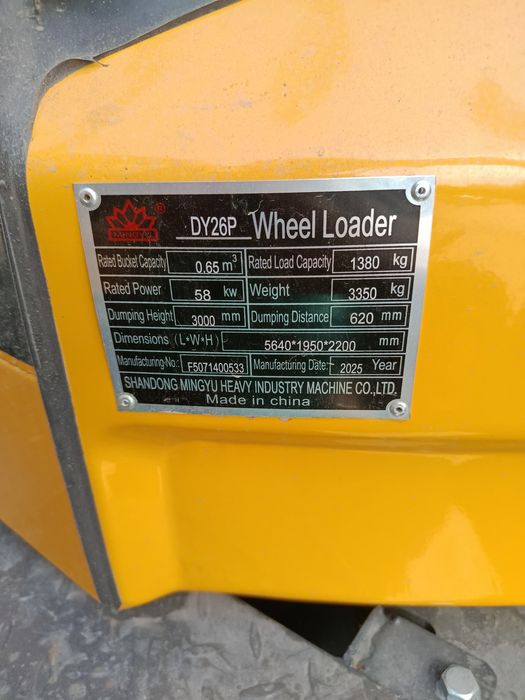 MINGYU ®
DY26P Wheel Loader
Rated Bucket Capacity 0.65 m³ Rated Load Capacity 1380 kg
Rated Power 58 kw Weight 3350 kg
Dumping Height 3000 mm Dumping Distance 620 mm
Dimensions (L*W*H) 5640*1950*2200 mm
Manufacturing-No.: F5071400533 Manufacturing Date: 2025 Year
SHANDONG MINGYU HEAVY INDUSTRY MACHINE CO.,LTD.
Made in china